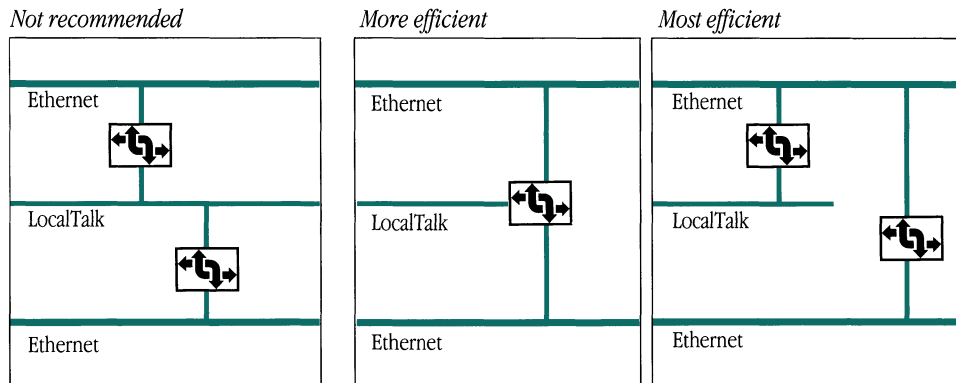 Not recommended
Ethernet
LocalTalk
Ethernet
More efficient
Ethernet
LocalTalk
Ethernet
Most efficient
Ethernet
LocalTalk
Ethernet